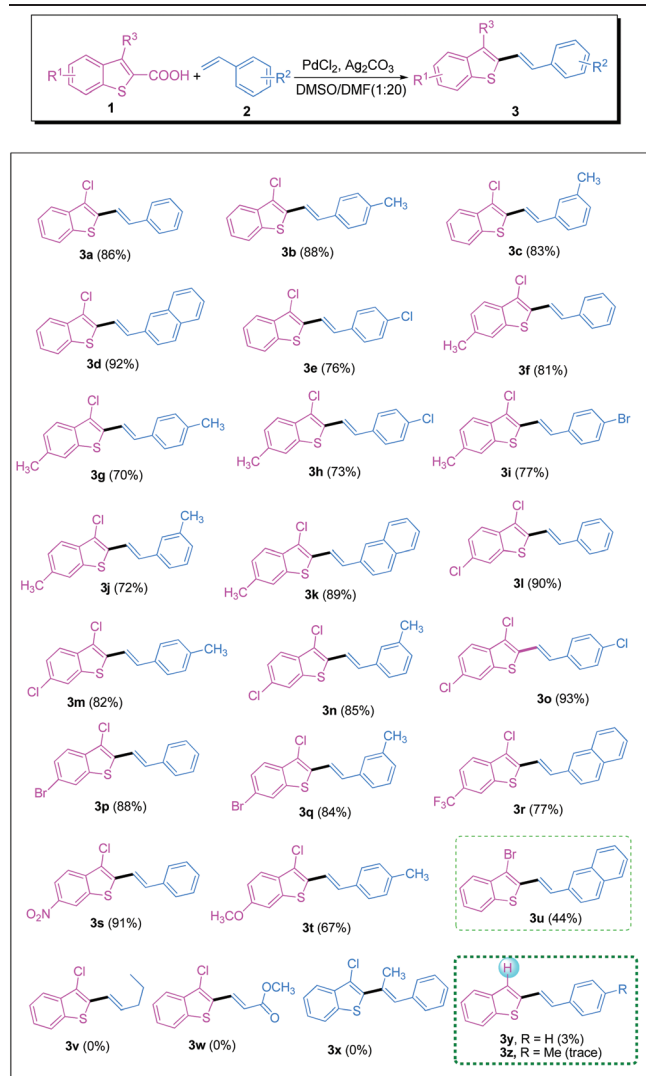 R³ R³
R¹ COOH + R² PdCl₂, Ag₂CO₃ R¹ R²
S DMSO/DMF(1:20) S
1 2 3
Cl Cl Cl CH₃
S S CH₃ S
3a (86%) 3b (88%) 3c (83%)
Cl Cl Cl
S S Cl H₃C S
3d (92%) 3e (76%) 3f (81%)
Cl Cl Cl
H₃C S CH₃ H₃C S Cl H₃C S Br
3g (70%) 3h (73%) 3i (77%)
Cl CH₃ Cl Cl
H₃C S H₃C S Cl S
3j (72%) 3k (89%) 3l (90%)
Cl Cl CH₃ Cl
Cl S CH₃ Cl S Cl S Cl
3m (82%) 3n (85%) 3o (93%)
Cl Cl CH₃ Cl
Br S Br S F₃C S
3p (88%) 3q (84%) 3r (77%)
Cl Cl Br
O₂N S H₃CO S CH₃ S
3s (91%) 3t (67%) 3u (44%)
Cl Cl OCH₃ Cl CH₃ H
S S O S S R
3v (0%) 3w (0%) 3x (0%) 3y, R = H (3%)
3z, R = Me (trace)